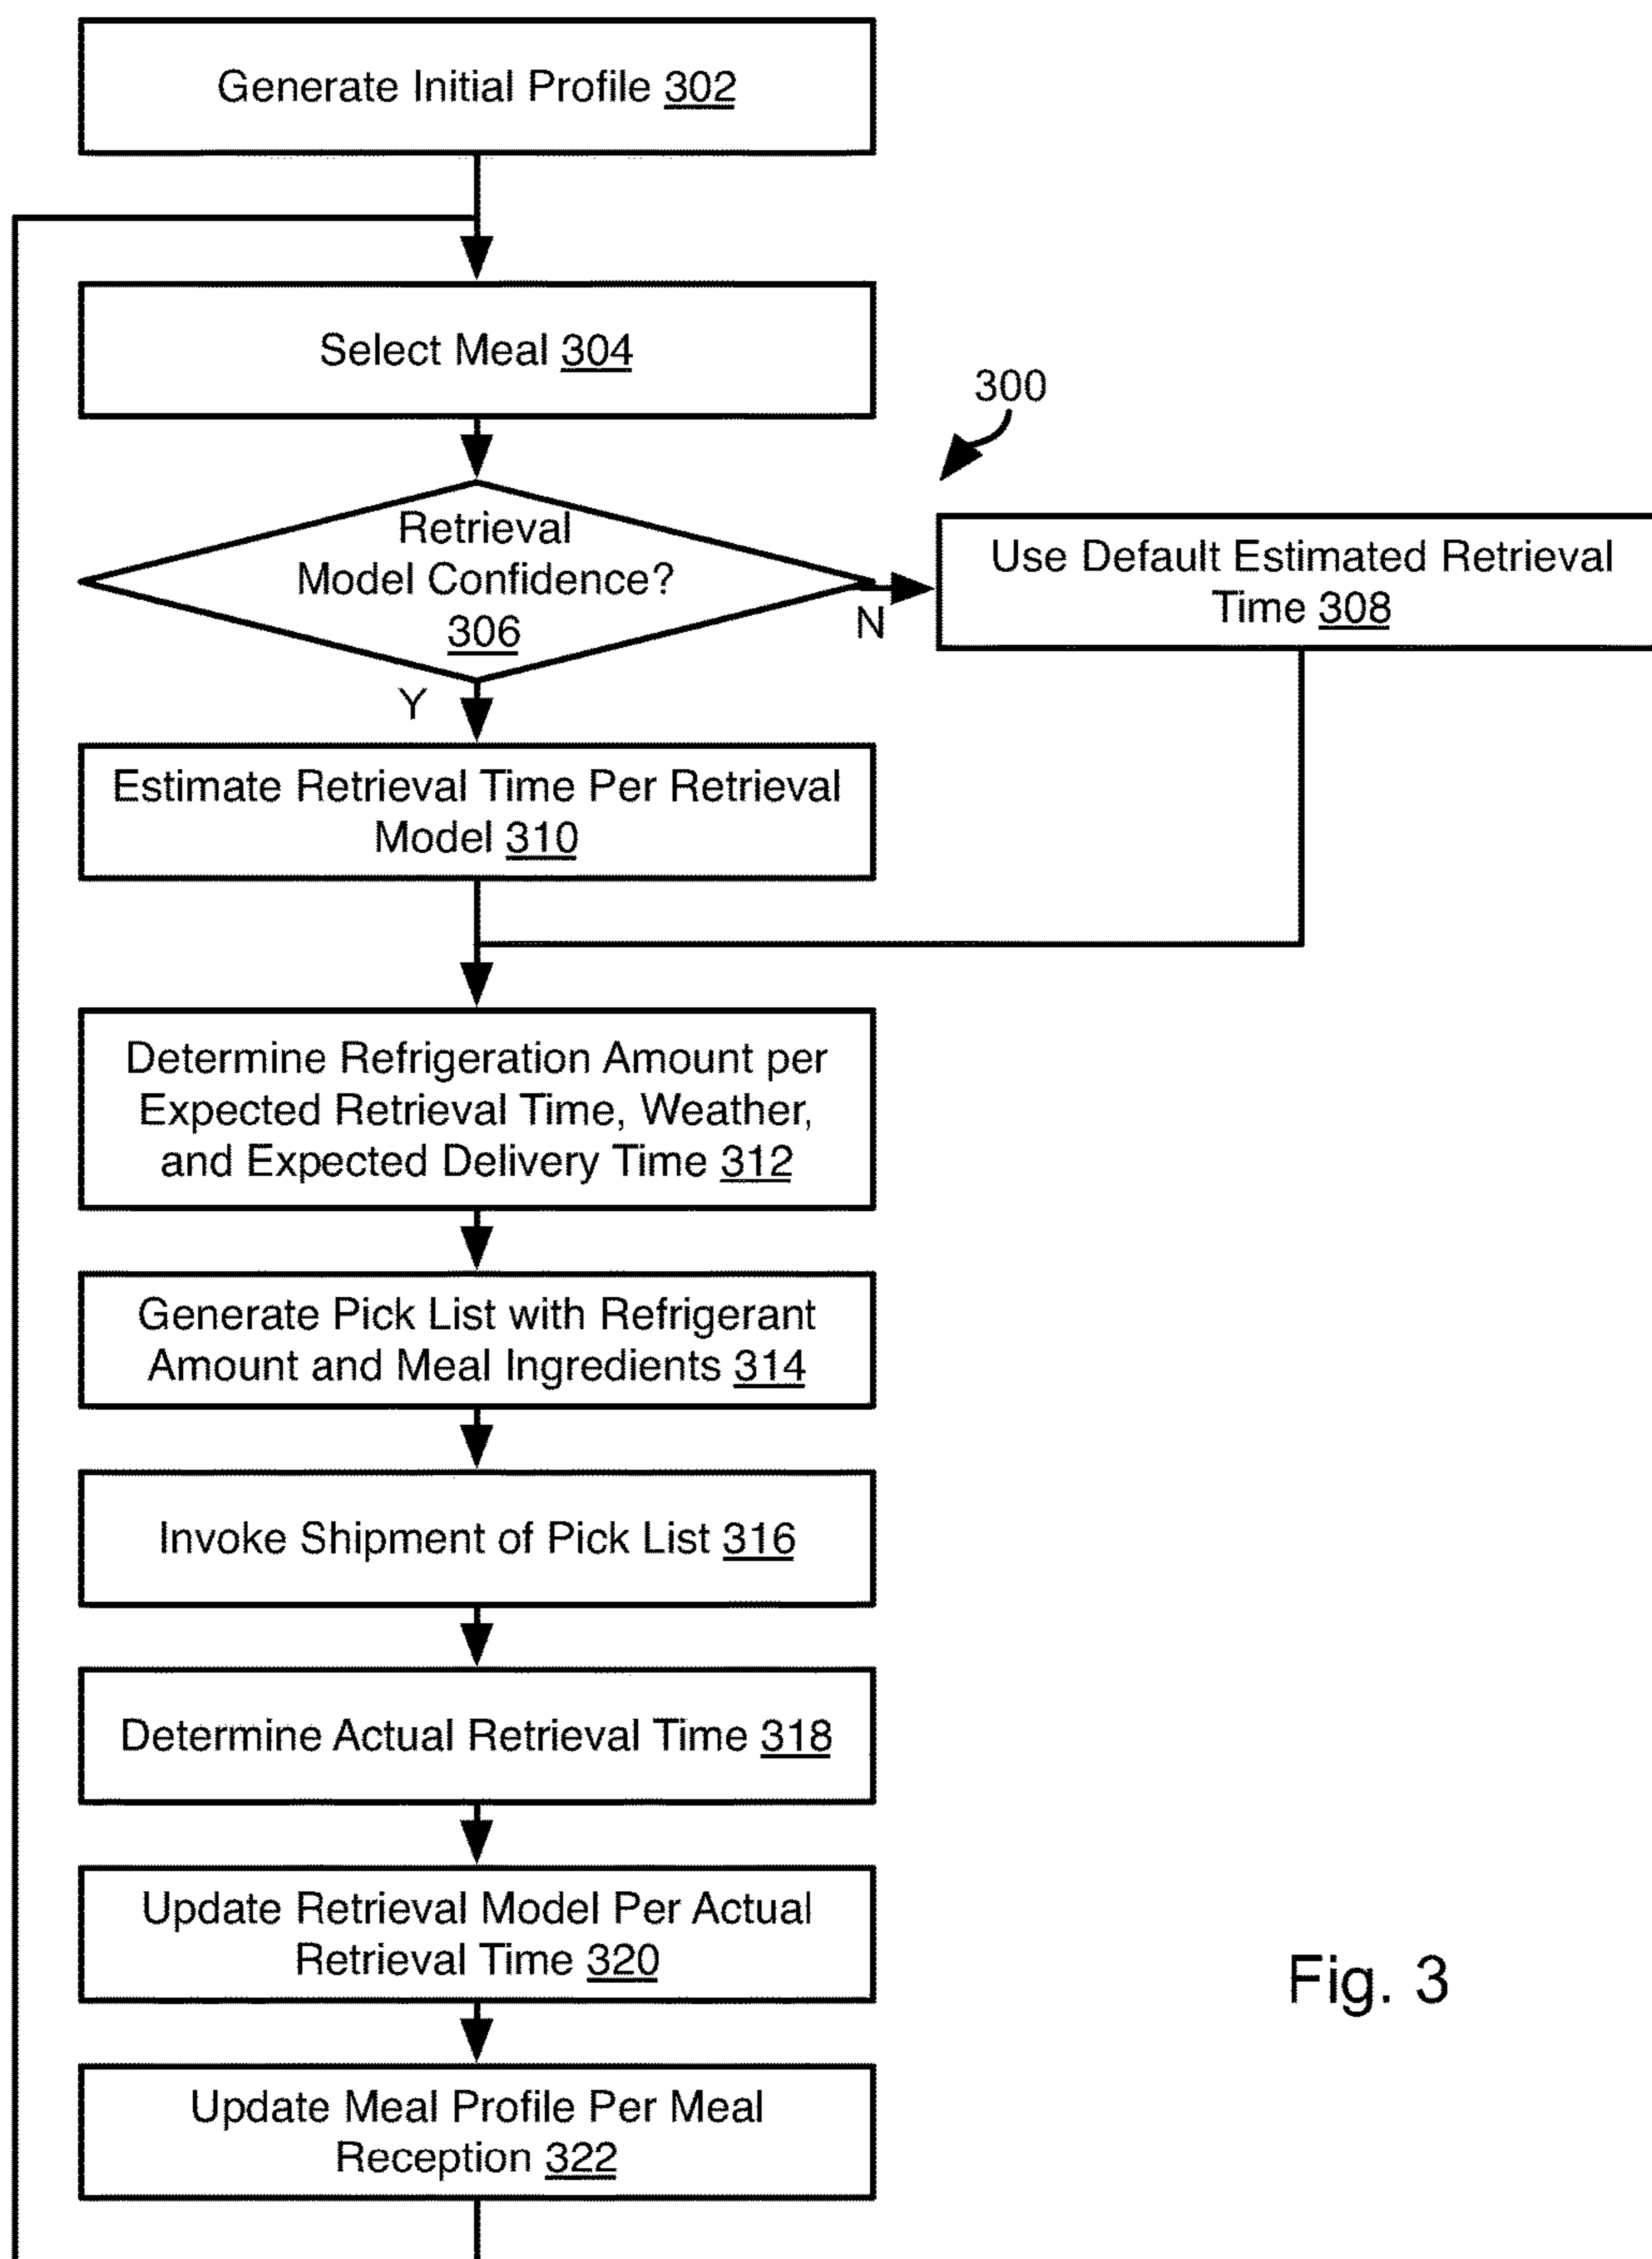 Generate Initial Profile 302
Select Meal 304
300
Retrieval
Model Confidence?
306
N
Use Default Estimated Retrieval
Time 308
Y
Estimate Retrieval Time Per Retrieval
Model 310
Determine Refrigeration Amount per
Expected Retrieval Time, Weather,
and Expected Delivery Time 312
Generate Pick List with Refrigerant
Amount and Meal Ingredients 314
Invoke Shipment of Pick List 316
Determine Actual Retrieval Time 318
Update Retrieval Model Per Actual
Retrieval Time 320
Fig. 3
Update Meal Profile Per Meal
Reception 322